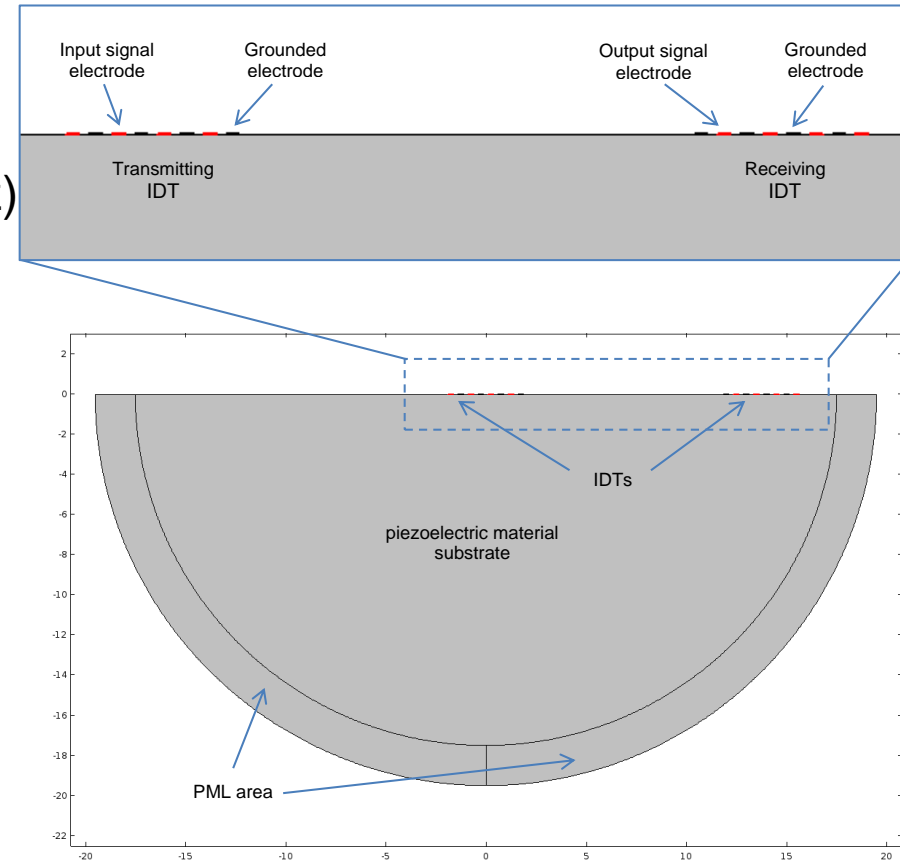 Input signal
electrode
Grounded
electrode
Output signal
electrode
Grounded
electrode
Transmitting
IDT
Receiving
IDT
)
2
0
-2
-4
-6
-8
-10
-12
-14
-16
-18
-20
-22
IDTs
piezoelectric material
substrate
PML area
-20
-15
-10
-5
0
5
10
15
20